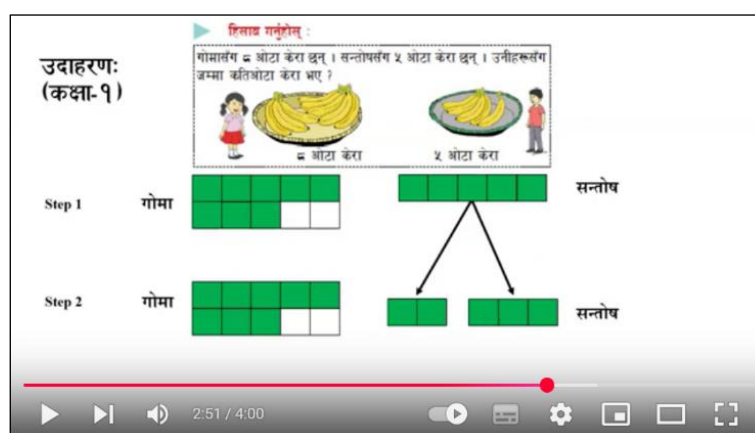 हिसाब गर्नुहोस् :
उदाहरणः
(कक्षा-१)
गोमासँग ८ ओटा केरा छन् । सन्तोषसँग ५ ओटा केरा छन् । उनीहरूसँग
जम्मा कतिओटा केरा भए ?
८ ओटा केरा
५ ओटा केरा
Step 1
गोमा
सन्तोष
Step 2
गोमा
सन्तोष
2:51 / 4:00